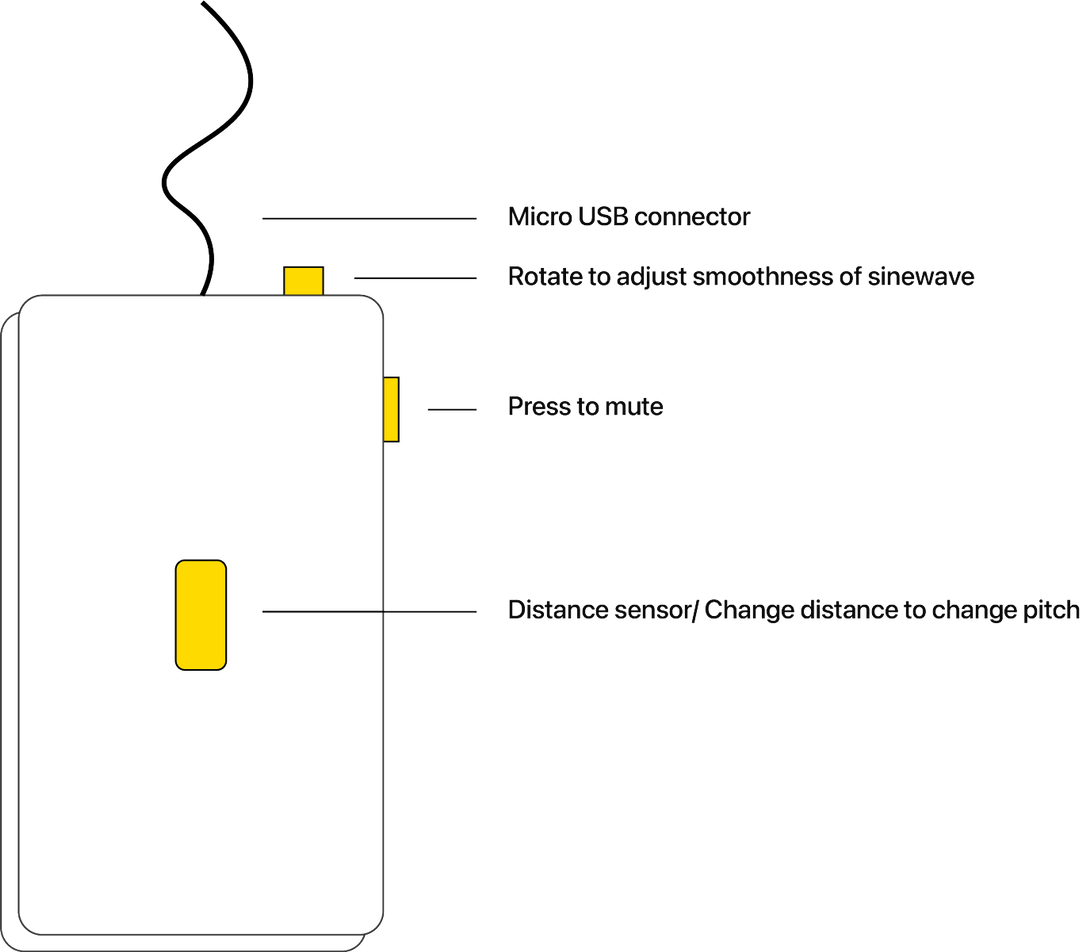 Micro USB connector
Rotate to adjust smoothness of sinewave
Press to mute
Distance sensor/ Change distance to change pitch